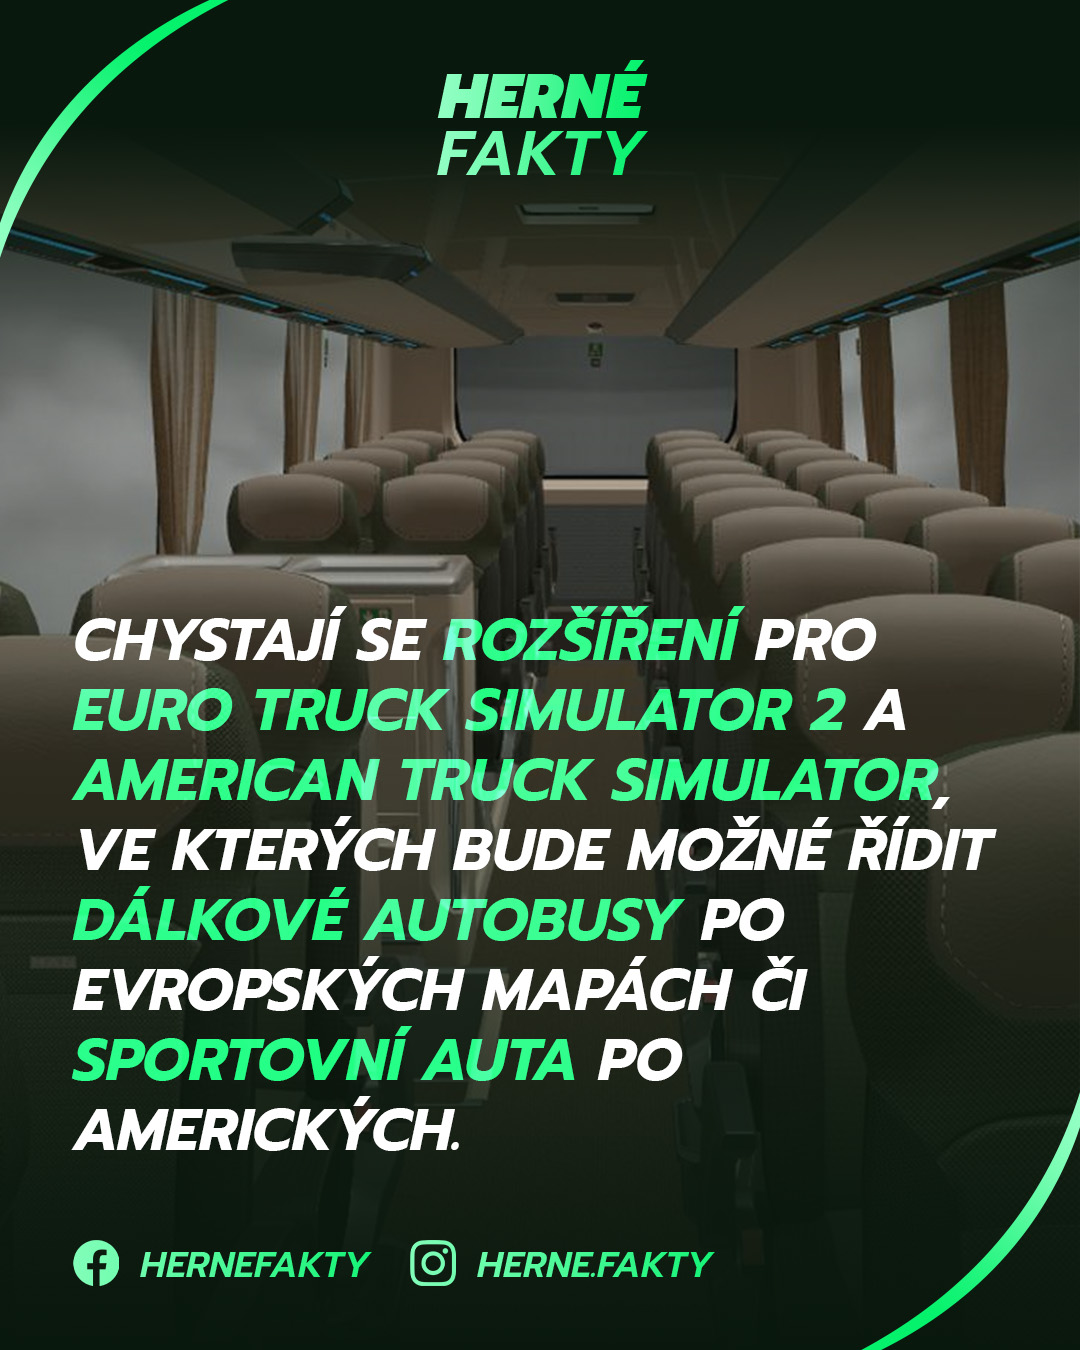 HERNÉ
FAKTY
CHYSTAJÍ SE ROZŠÍŘENÍ PRO
EURO TRUCK SIMULATOR 2 A
AMERICAN TRUCK SIMULATOR,
VE KTERÝCH BUDE MOŽNÉ ŘÍDIT
DÁLKOVÉ AUTOBUSY PO
EVROPSKÝCH MAPÁCH ČI
SPORTOVNÍ AUTA PO
AMERICKÝCH.
HERNEFAKTY HERNE.FAKTY